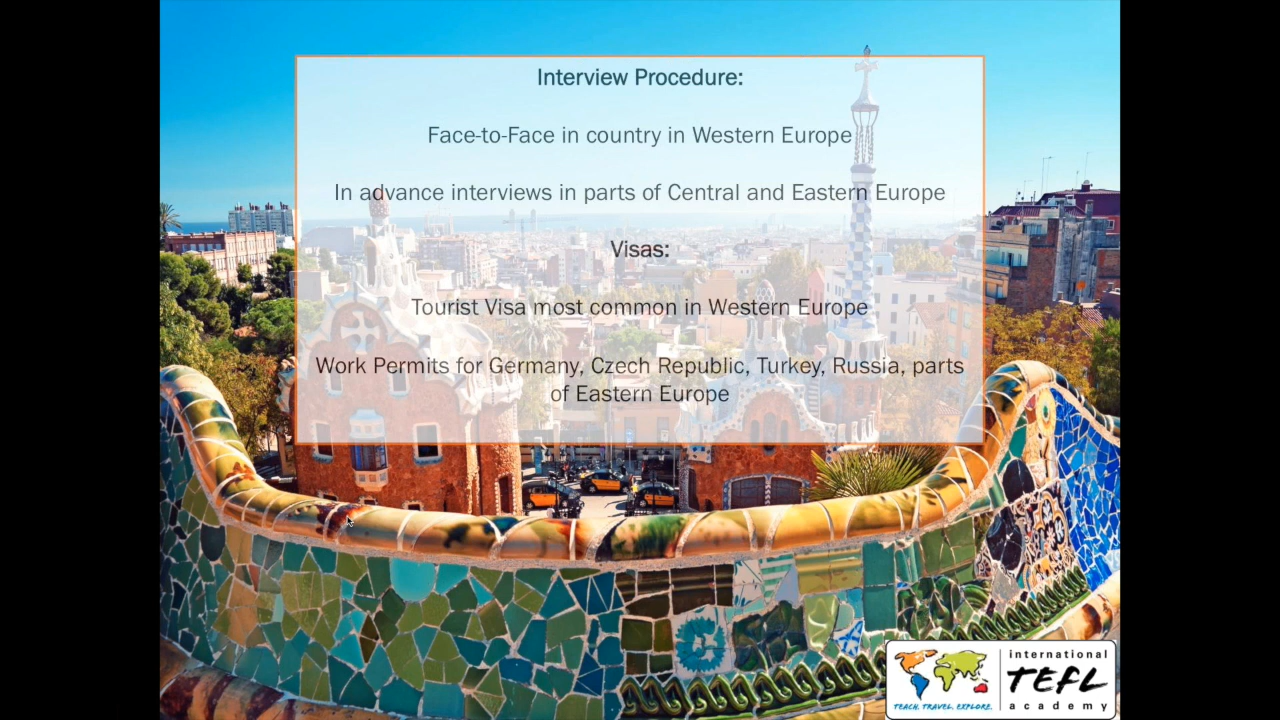 Interview Procedure:
Face-to-Face in country in Western Europe
In advance interviews in parts of Central and Eastern Europe
Visas:
Tourist Visa most common in Western Europe
Work Permits for Germany, Czech Republic, Turkey, Russia, parts
of Eastern Europe
international
TEFL
academy
TEACH. TRAVEL. EXPLORE.